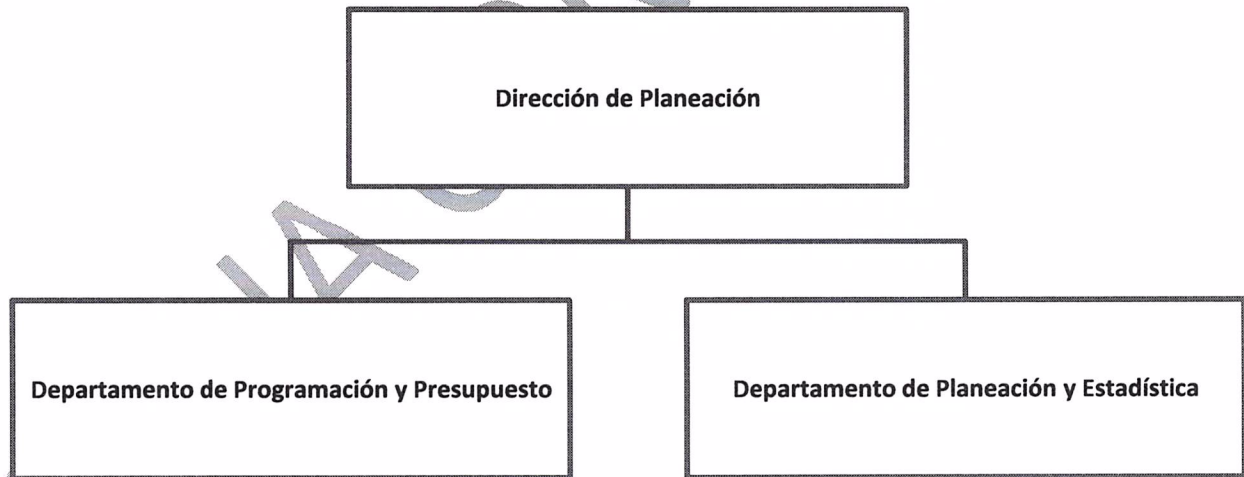 Dirección de Planeación
Departamento de Programación y Presupuesto
Departamento de Planeación y Estadística